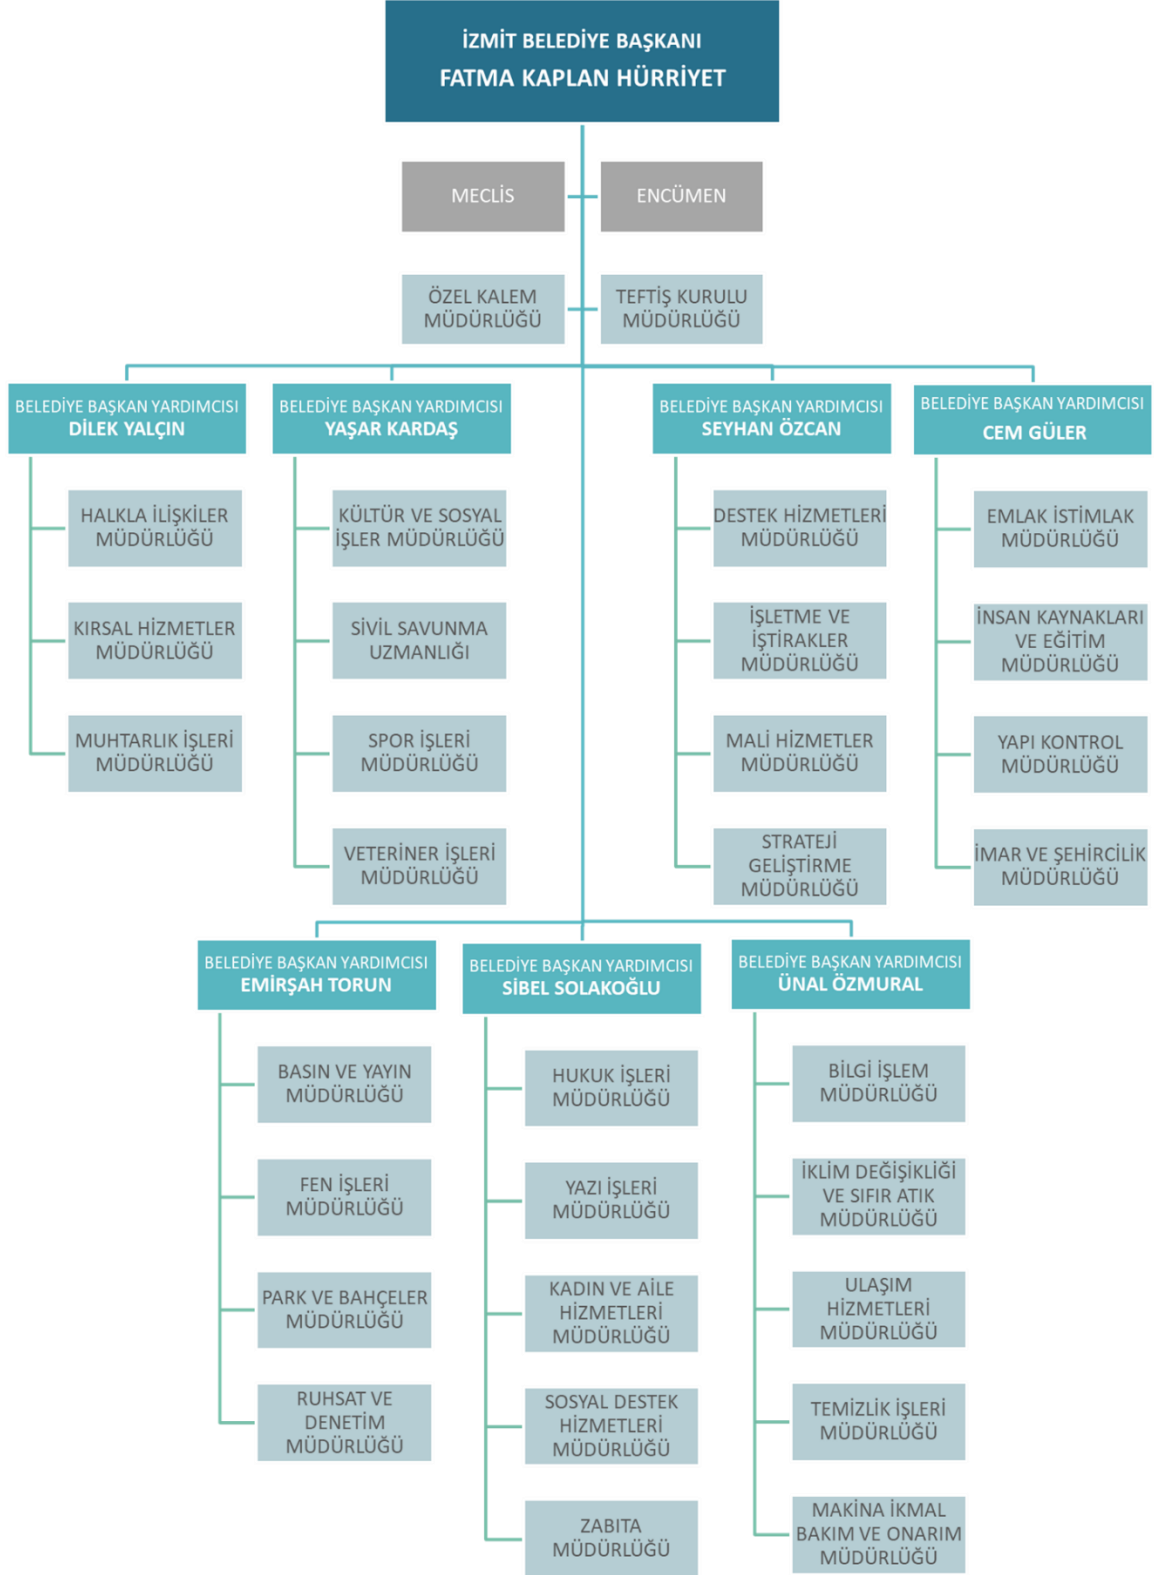 İZMİT BELEDİYE BAŞKANI
FATMA KAPLAN HÜRRİYET
MECLİS
ENCÜMEN
ÖZEL KALEM
MÜDÜRLÜĞÜ
TEFTİŞ KURULU
MÜDÜRLÜĞÜ
BELEDİYE BAŞKAN YARDIMCISI
DİLEK YALÇIN
HALKLA İLİŞKİLER
MÜDÜRLÜĞÜ
KIRSAL HİZMETLER
MÜDÜRLÜĞÜ
MUHTARLIK İŞLERİ
MÜDÜRLÜĞÜ
BELEDİYE BAŞKAN YARDIMCISI
YAŞAR KARDAŞ
KÜLTÜR VE SOSYAL
İŞLER MÜDÜRLÜĞÜ
SİVİL SAVUNMA
UZMANLIĞI
SPOR İŞLERİ
MÜDÜRLÜĞÜ
VETERİNER İŞLERİ
MÜDÜRLÜĞÜ
BELEDİYE BAŞKAN YARDIMCISI
SEYHAN ÖZCAN
DESTEK HİZMETLERİ
MÜDÜRLÜĞÜ
İŞLETME VE
İŞTİRAKLER
MÜDÜRLÜĞÜ
MALİ HİZMETLER
MÜDÜRLÜĞÜ
STRATEJİ
GELİŞTİRME
MÜDÜRLÜĞÜ
BELEDİYE BAŞKAN YARDIMCISI
CEM GÜLER
EMLAK İSTİMLAK
MÜDÜRLÜĞÜ
İNSAN KAYNAKLARI
VE EĞİTİM
MÜDÜRLÜĞÜ
YAPI KONTROL
MÜDÜRLÜĞÜ
İMAR VE ŞEHİRCİLİK
MÜDÜRLÜĞÜ
BELEDİYE BAŞKAN YARDIMCISI
EMİRŞAH TORUN
BASIN VE YAYIN
MÜDÜRLÜĞÜ
FEN İŞLERİ
MÜDÜRLÜĞÜ
PARK VE BAHÇELER
MÜDÜRLÜĞÜ
RUHSAT VE
DENETİM
MÜDÜRLÜĞÜ
BELEDİYE BAŞKAN YARDIMCISI
SİBEL SOLAKOĞLU
HUKUK İŞLERİ
MÜDÜRLÜĞÜ
YAZI İŞLERİ
MÜDÜRLÜĞÜ
KADIN VE AİLE
HİZMETLERİ
MÜDÜRLÜĞÜ
SOSYAL DESTEK
HİZMETLERİ
MÜDÜRLÜĞÜ
ZABITA
MÜDÜRLÜĞÜ
BELEDİYE BAŞKAN YARDIMCISI
ÜNAL ÖZMURAL
BİLGİ İŞLEM
MÜDÜRLÜĞÜ
İKLİM DEĞİŞİKLİĞİ
VE SIFIR ATIK
MÜDÜRLÜĞÜ
ULAŞIM
HİZMETLERİ
MÜDÜRLÜĞÜ
TEMİZLİK İŞLERİ
MÜDÜRLÜĞÜ
MAKİNA İKMAL
BAKIM VE ONARIM
MÜDÜRLÜĞÜ